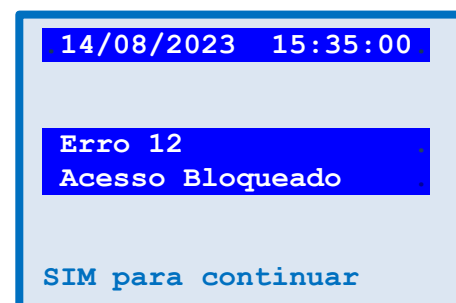 14/08/2023 15:35:00
Erro 12
Acesso Bloqueado
SIM para continuar